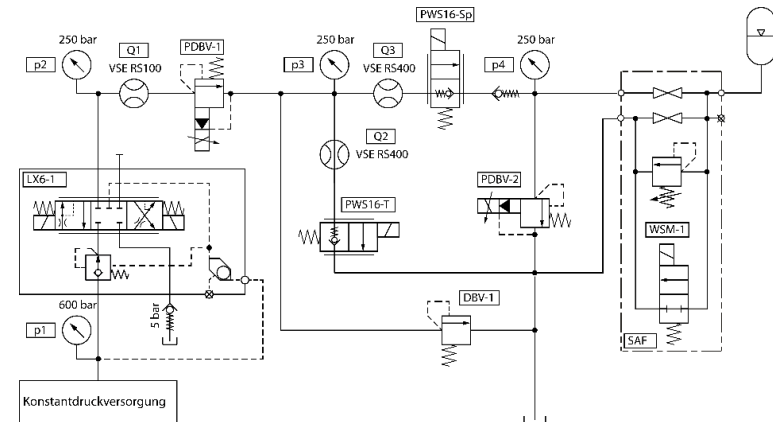 PWS16-Sp
250 bar
Q1
PDBV-1
250 bar
Q3
250 bar
p2
VSE RS100
p3
VSE RS400
p4
Q2
VSE RS400
LX6-1
PDBV-2
PWS16-T
WSM-1
600 bar
5 bar
DBV-1
p1
SAF
Konstantdruckversorgung